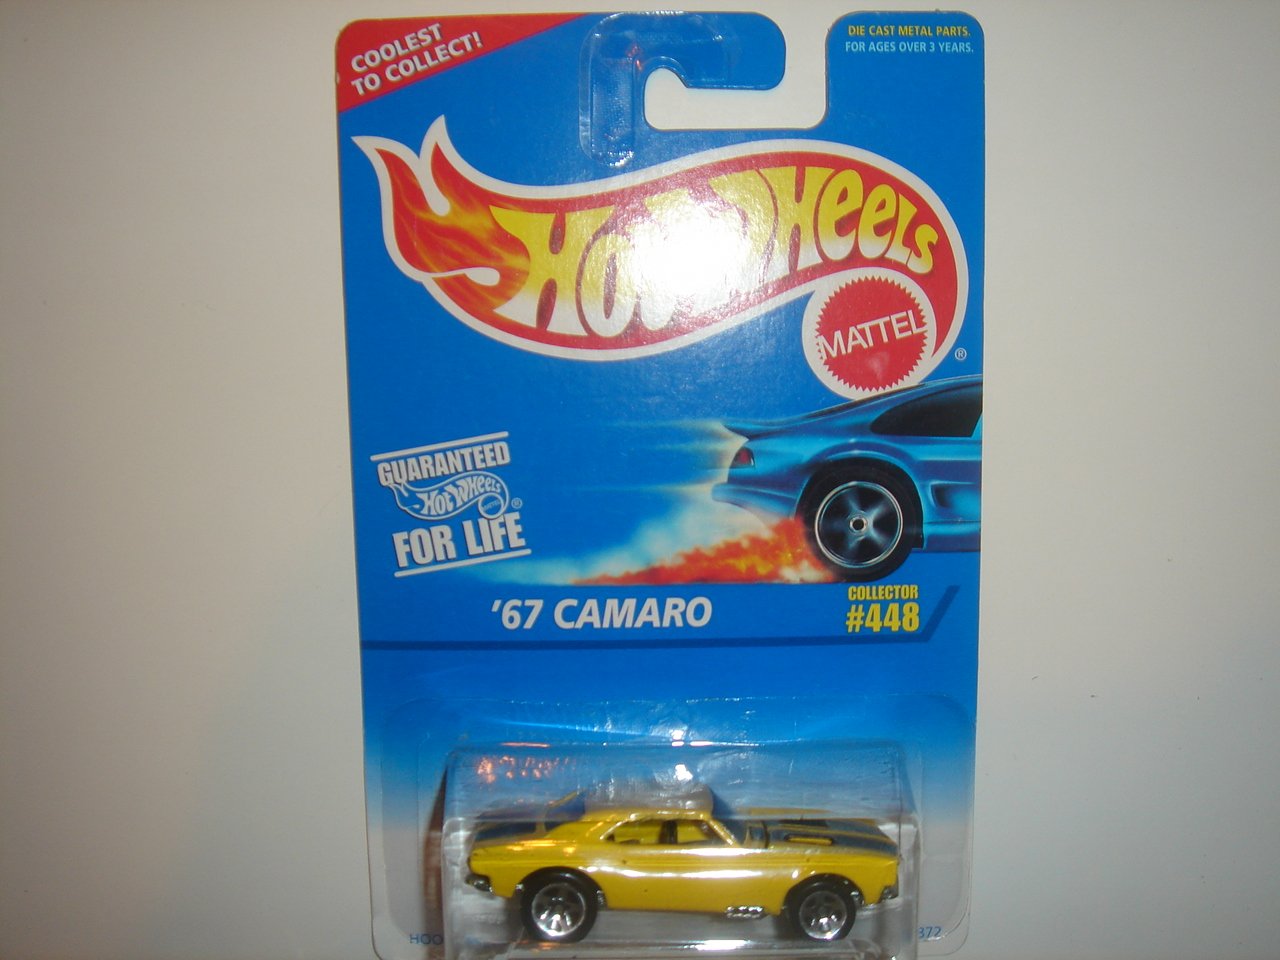 COOLEST
TO COLLECT!
DIE CAST METAL PARTS.
FOR AGES OVER 3 YEARS.
HOT WHEELS
MATTEL
®
GUARANTEED
HOT WHEELS
MATTEL
®
FOR LIFE
'67 CAMARO
COLLECTOR
#448